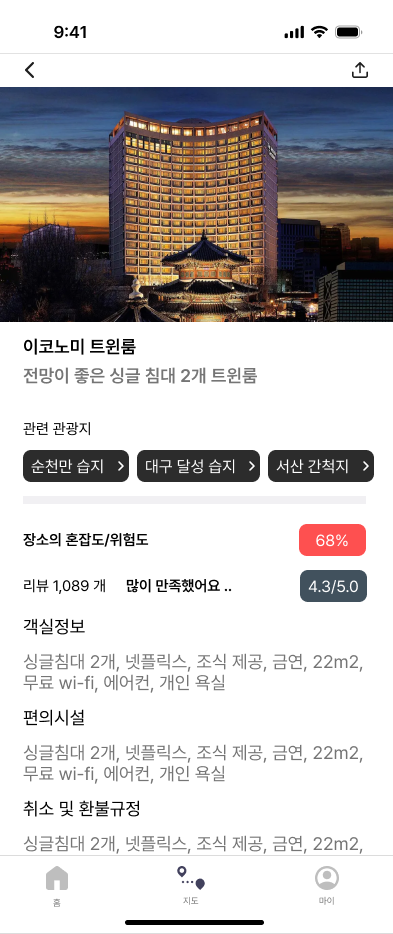 9:41
이코노미 트윈룸
전망이 좋은 싱글 침대 2개 트윈룸
관련 관광지
순천만 습지
대구 달성 습지
서산 간척지
장소의 혼잡도/위험도
68%
리뷰 1,089 개
많이 만족했어요 ..
4.3/5.0
객실정보
싱글침대 2개, 넷플릭스, 조식 제공, 금연, 22m2,
무료 wi-fi, 에어컨, 개인 욕실
편의시설
싱글침대 2개, 넷플릭스, 조식 제공, 금연, 22m2,
무료 wi-fi, 에어컨, 개인 욕실
취소 및 환불규정
싱글침대 2개, 넷플릭스, 조식 제공, 금연, 22m2,
홈
지도
마이